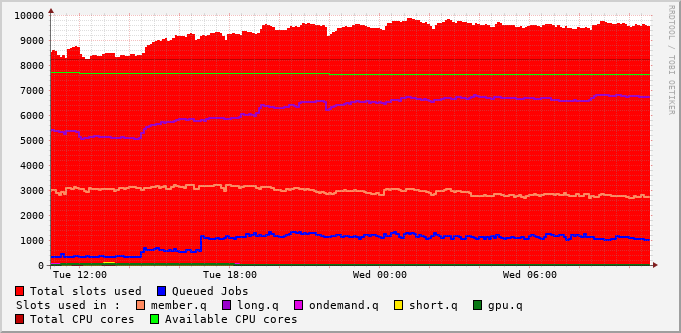 10000
9000
8000
7000
6000
5000
4000
3000
2000
1000
0
Tue 12:00 Tue 18:00 Wed 00:00 Wed 06:00
RRDTOOL / TOBI OETIKER
Total slots used Queued Jobs
Slots used in : member.q long.q ondemand.q short.q gpu.q
Total CPU cores Available CPU cores